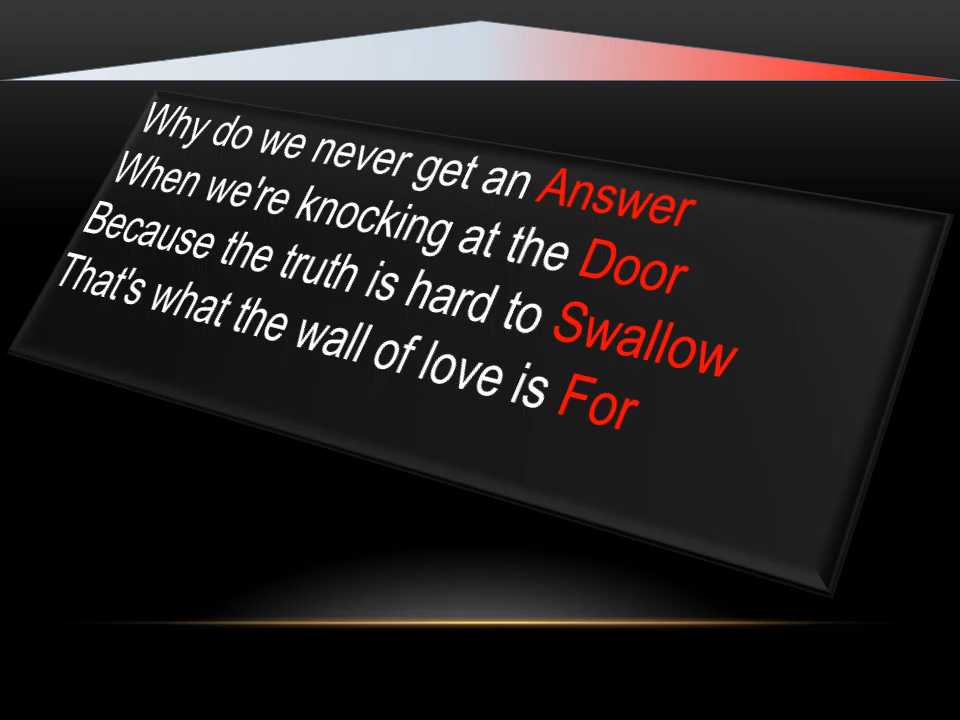 Why do we never get an Answer
When we're knocking at the Door
Because the truth is hard to Swallow
That's what the wall of love is For